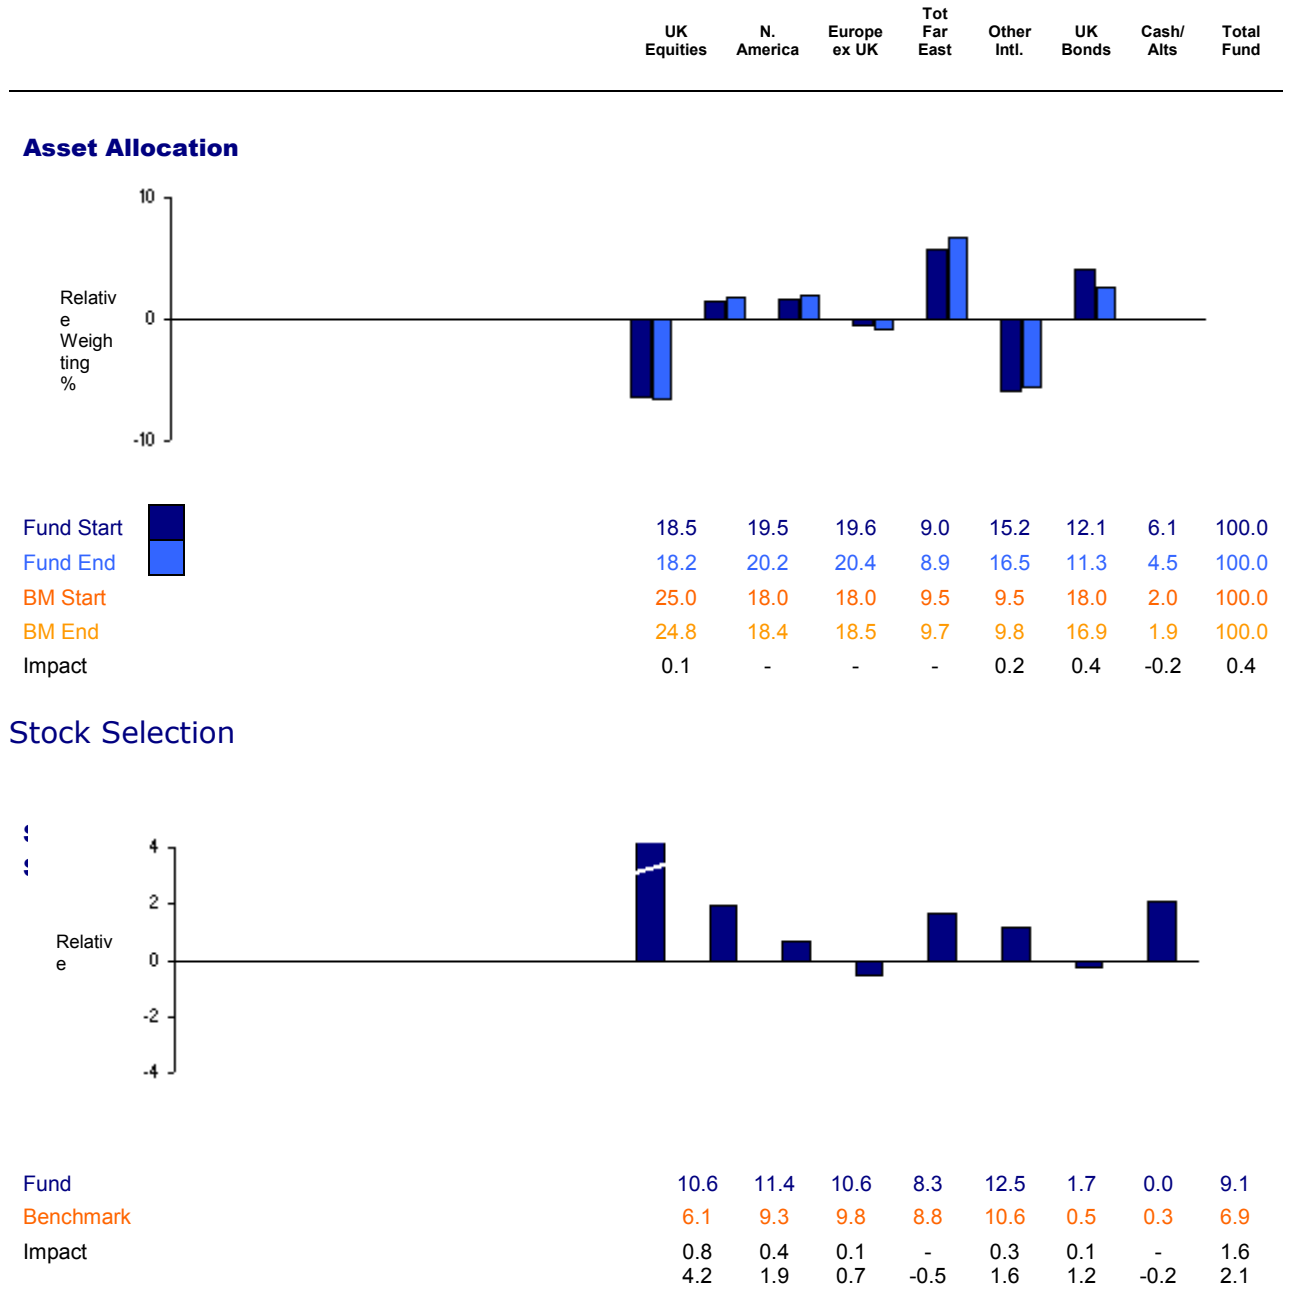 Tot
UK N. Europe Far Other UK Cash/ Total
Equities America ex UK East Intl. Bonds Alts Fund
Asset Allocation
10
Relativ
e
0
Weigh
ting
%
-10
Fund Start 18.5 19.5 19.6 9.0 15.2 12.1 6.1 100.0
Fund End 18.2 20.2 20.4 8.9 16.5 11.3 4.5 100.0
BM Start 25.0 18.0 18.0 9.5 9.5 18.0 2.0 100.0
BM End 24.8 18.4 18.5 9.7 9.8 16.9 1.9 100.0
Impact 0.1 - - - 0.2 0.4 -0.2 0.4
Stock Selection
4
2
Relativ
e
0
-2
-4
Fund 10.6 11.4 10.6 8.3 12.5 1.7 0.0 9.1
Benchmark 6.1 9.3 9.8 8.8 10.6 0.5 0.3 6.9
Impact 0.8 0.4 0.1 - 0.3 0.1 - 1.6
4.2 1.9 0.7 -0.5 1.6 1.2 -0.2 2.1